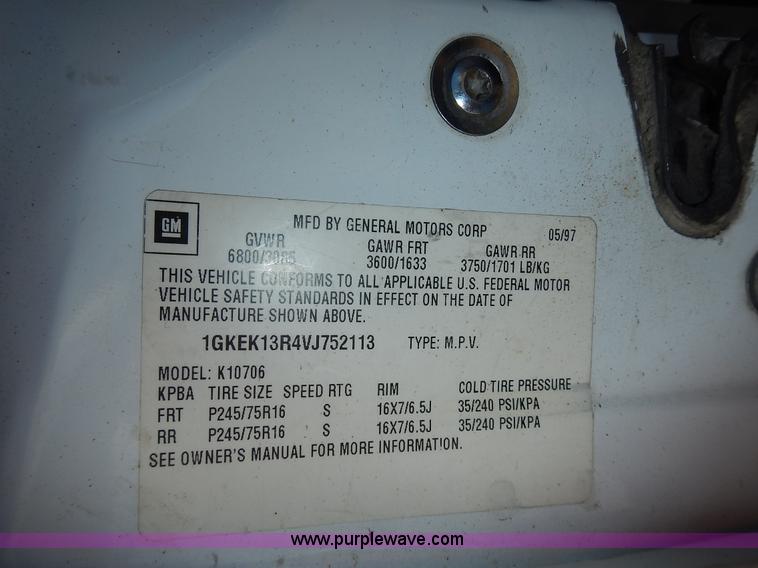 GM
MFD BY GENERAL MOTORS CORP 05/97
GVWR GAWR FRT GAWR RR
6800/3085 3600/1633 3750/1701 LB/KG
THIS VEHICLE CONFORMS TO ALL APPLICABLE U.S. FEDERAL MOTOR
VEHICLE SAFETY STANDARDS IN EFFECT ON THE DATE OF
MANUFACTURE SHOWN ABOVE.
1GKEK13R4VJ752113 TYPE: M.P.V.
MODEL: K10706
KPBA TIRE SIZE SPEED RTG RIM COLD TIRE PRESSURE
FRT P245/75R16 S 16X7/6.5J 35/240 PSI/KPA
RR P245/75R16 S 16X7/6.5J 35/240 PSI/KPA
SEE OWNER'S MANUAL FOR MORE INFORMATION.
www.purplewave.com